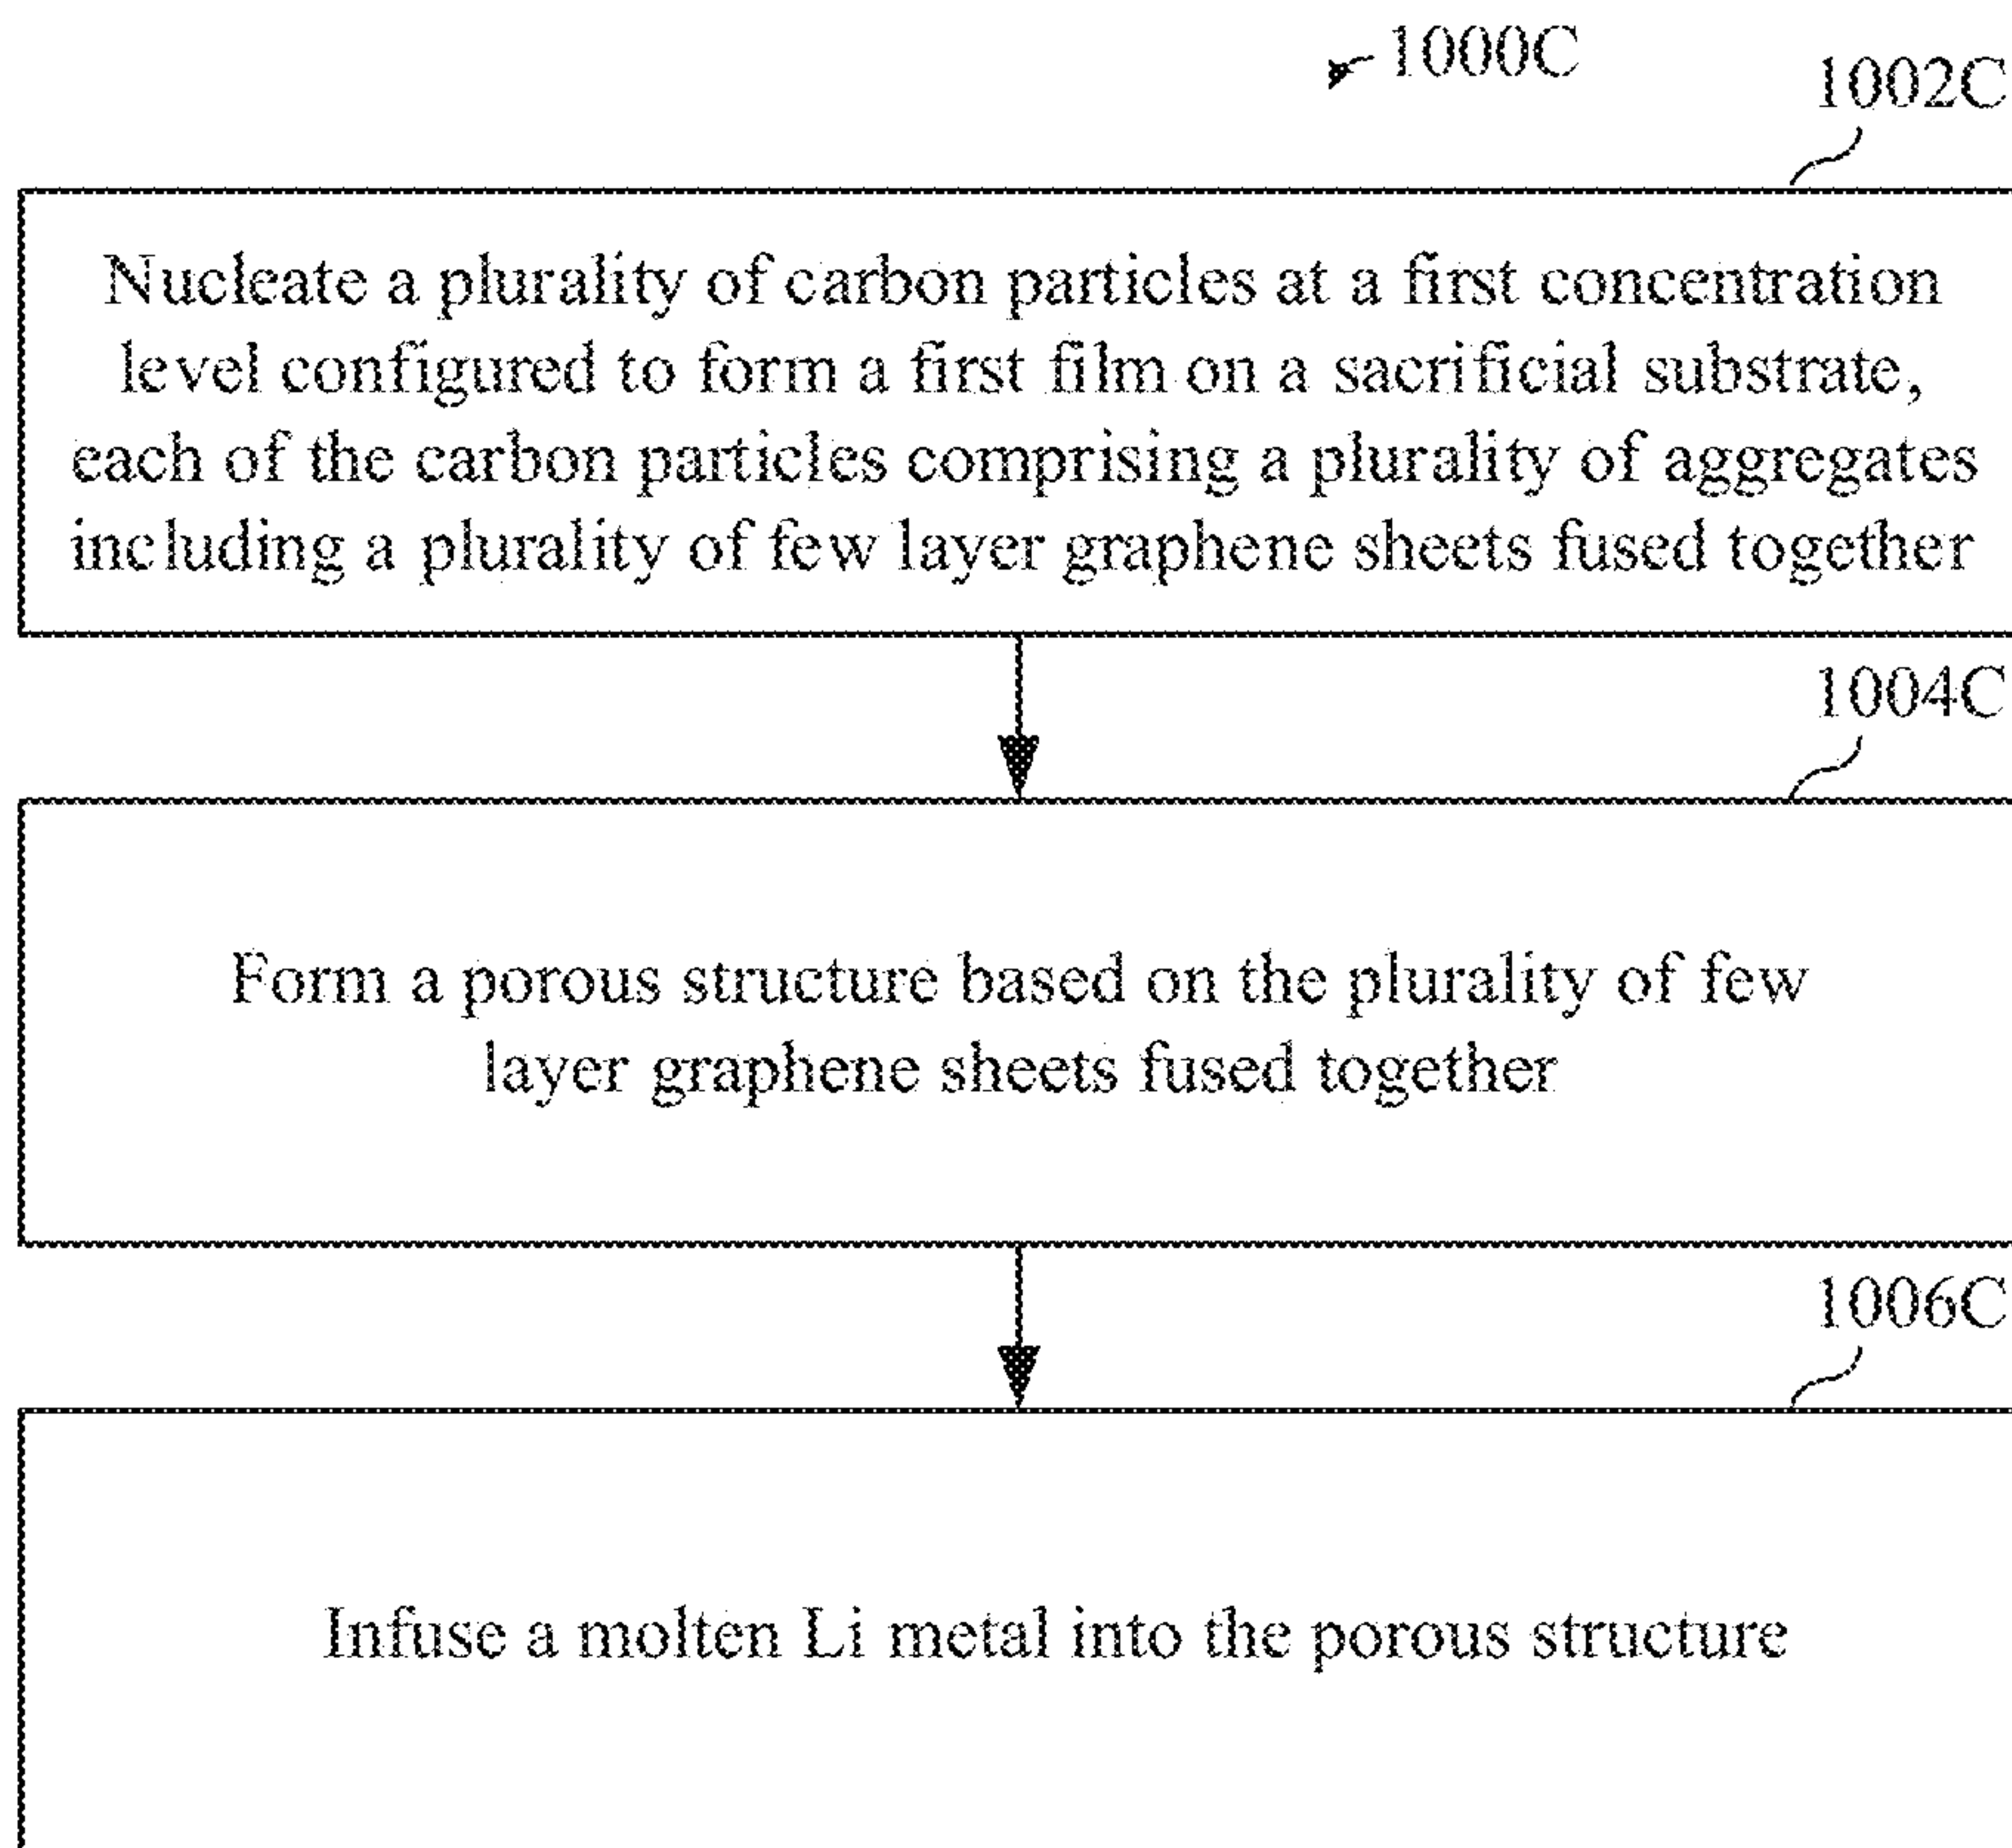 1000C
1002C
Nucleate a plurality of carbon particles at a first concentration
level configured to form a first film on a sacrificial substrate,
each of the carbon particles comprising a plurality of aggregates
including a plurality of few layer graphene sheets fused together
1004C
Form a porous structure based on the plurality of few
layer graphene sheets fused together
1006C
Infuse a molten Li metal into the porous structure